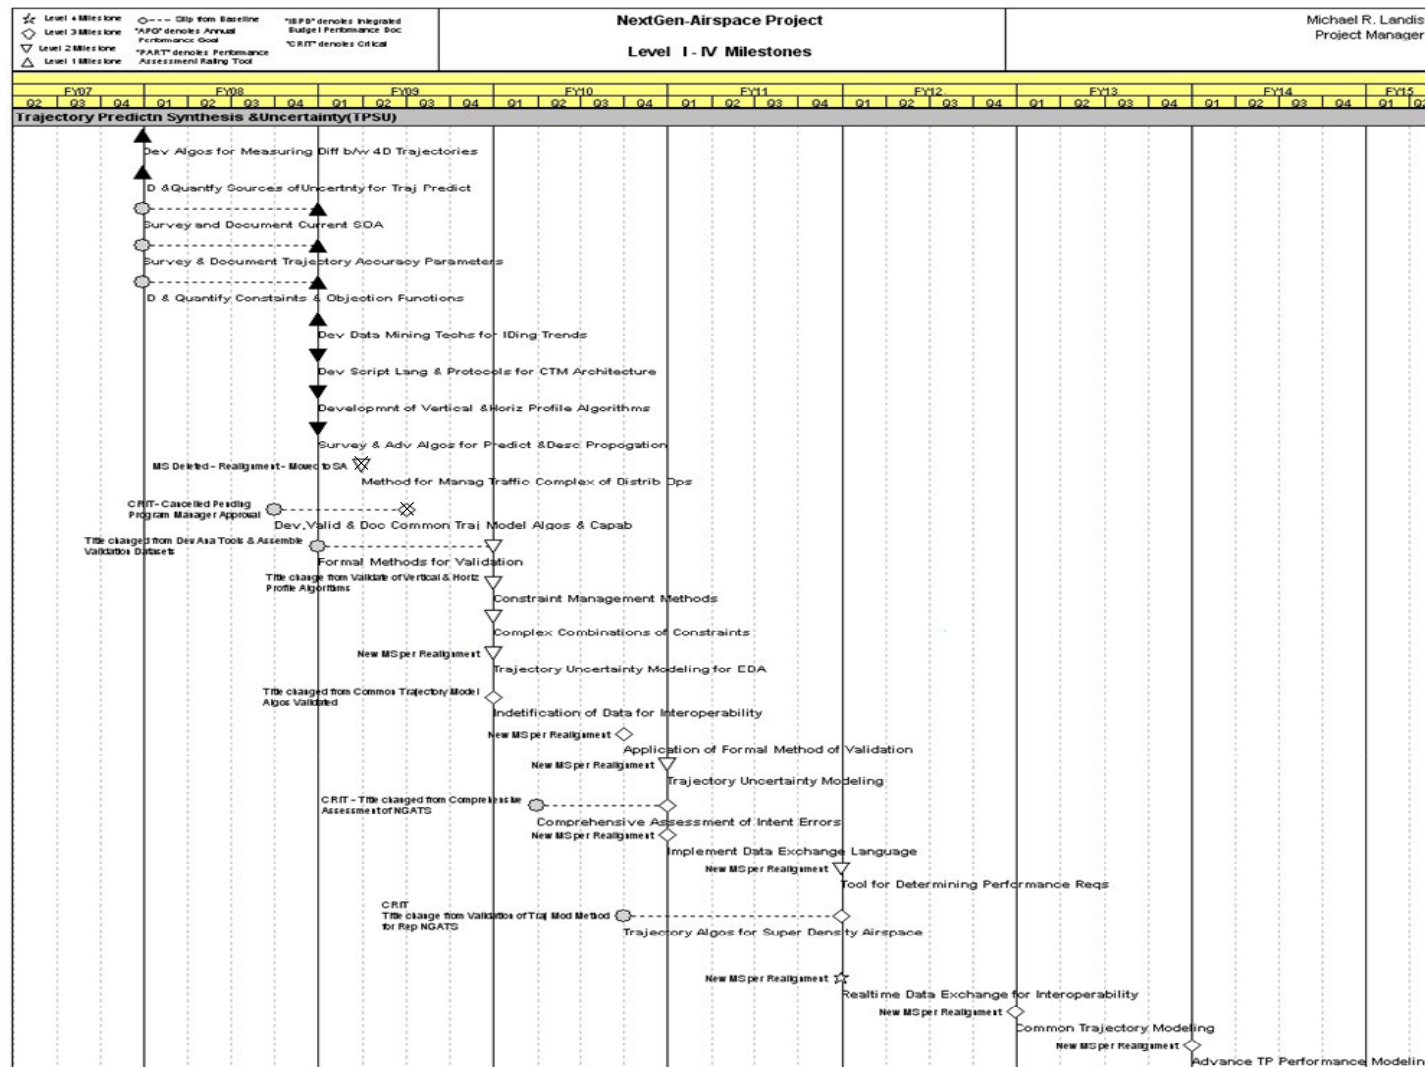 Level 4 Milestone
Slip from Baseline
"IBPD" denotes Integrated
Budget Performance Doc
Level 3 Milestone
"APG" denotes Annual
Performance Goal
"CRIT" denotes Critical
Level 2 Milestone
"PART" denotes Performance
Assessment Rating Tool
Level 1 Milestone
NextGen-Airspace Project
Level I - IV Milestones
Michael R. Landis
Project Manager
FY07 FY08 FY09 FY10 FY11 FY12 FY13 FY14 FY15
Q2 Q3 Q4 Q1 Q2 Q3 Q4 Q1 Q2 Q3 Q4 Q1 Q2 Q3 Q4 Q1 Q2 Q3 Q4 Q1 Q2 Q3 Q4 Q1 Q2 Q3 Q4 Q1 Q2 Q3 Q4 Q1 Q2
Trajectory Predictn Synthesis &Uncertainty(TPSU)
Dev Algos for Measuring Diff b/w 4D Trajectories
ID &Quantfy Sources of Uncertnty for Traj Predict
Survey and Document Current SOA
Survey & Document Trajectory Accuracy Parameters
ID & Quantify Constaints & Objection Functions
Dev Data Mining Techs for IDing Trends
Dev Script Lang & Protocols for CTM Architecture
Developmnt of Vertical &Horiz Profile Algorithms
Survey & Adv Algos for Predict &Desc Propogation
MS Deleted - Realignment - Moved to SA
Method for Manag Traffic Complex of Distrib Ops
CRIT- Cancelled Pending
Program Manager Approval
Dev,Valid & Doc Common Traj Model Algos & Capab
Title changed from Dev Ana Tools & Assemble
Validation Datasets
Formal Methods for Validation
Title change from Validate of Vertical & Horiz
Profile Algorithms
Constraint Management Methods
Complex Combinations of Constraints
New MS per Realignment
Trajectory Uncertainty Modeling for EDA
Title changed from Common Trajectory Model
Algos Validated
Indetification of Data for Interoperability
New MS per Realignment
Application of Formal Method of Validation
New MS per Realignment
Trajectory Uncertainty Modeling
CRIT - Title changed from Comprehensive
Assessment of NGATS
Comprehensive Assessment of Intent Errors
New MS per Realignment
Implement Data Exchange Language
New MS per Realignment
Tool for Determining Performance Reqs
CRIT
Title change from Validation of Traj Mod Method
for Rep NGATS
Trajectory Algos for Super Density Airspace
New MS per Realignment
Realtime Data Exchange for Interoperability
New MS per Realignment
Common Trajectory Modeling
New MS per Realignment
Advance TP Performance Modelin